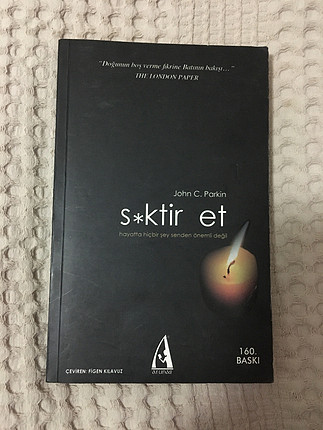 "Doğunun boş verme fikrine Batının bakışı..."
THE LONDON PAPER
John C. Parkin
s*ktir et
hayatta hiçbir şey senden önemli değil
160.
BASKI
ÇEVİREN: FİGEN KILAVUZ